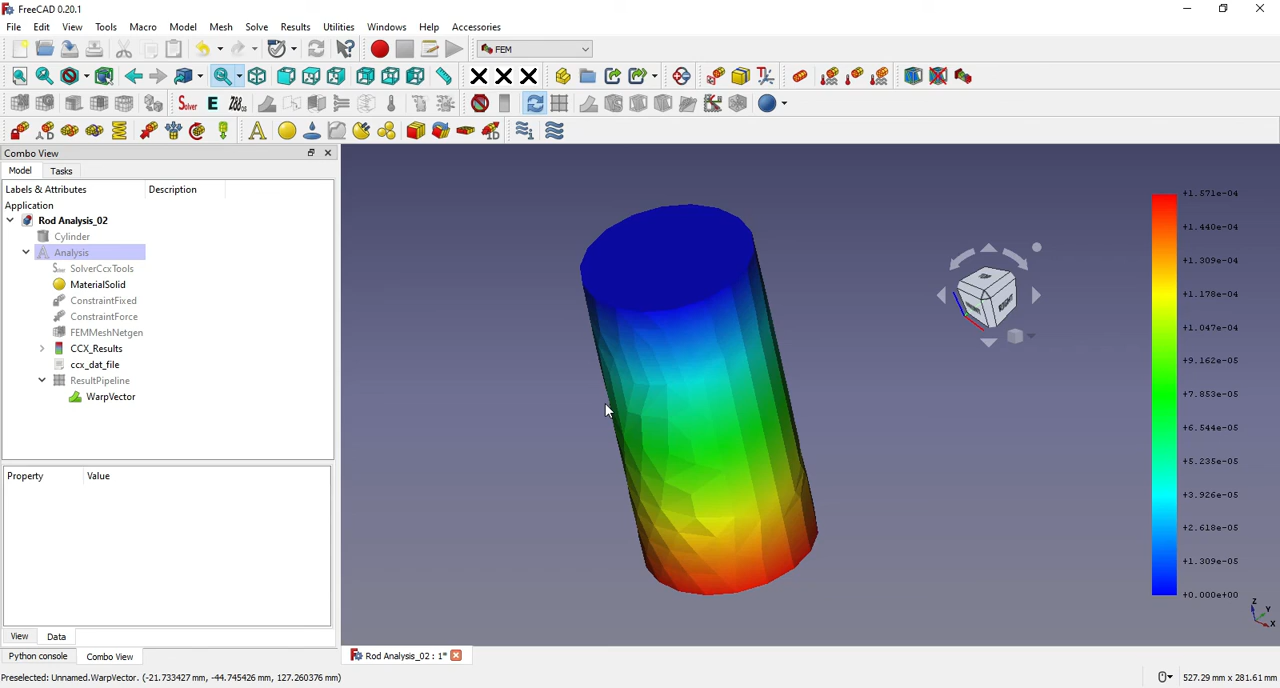 FreeCAD 0.20.1
File Edit View Tools Macro Model Mesh Solve Results Utilities Windows Help Accessories
FEM
Solver E Z88OS
Combo View
Model Tasks
Labels & Attributes Description
Application
Rod Analysis_02
Cylinder
Analysis
SolverCcxTools
MaterialSolid
ConstraintFixed
ConstraintForce
FEMMeshNetgen
CCX_Results
ccx_dat_file
ResultPipeline
WarpVector
Property Value
View Data
Python console Combo View
RIGHT
+1.571e-04
+1.440e-04
+1.309e-04
+1.178e-04
+1.047e-04
+9.162e-05
+7.853e-05
+6.544e-05
+5.235e-05
+3.926e-05
+2.618e-05
+1.309e-05
+0.000e+00
Z
Y
X
Rod Analysis_02 : 1*
Preselected: Unnamed.WarpVector. (-21.733427 mm, -44.745426 mm, 127.260376 mm)
527.29 mm x 281.61 mm